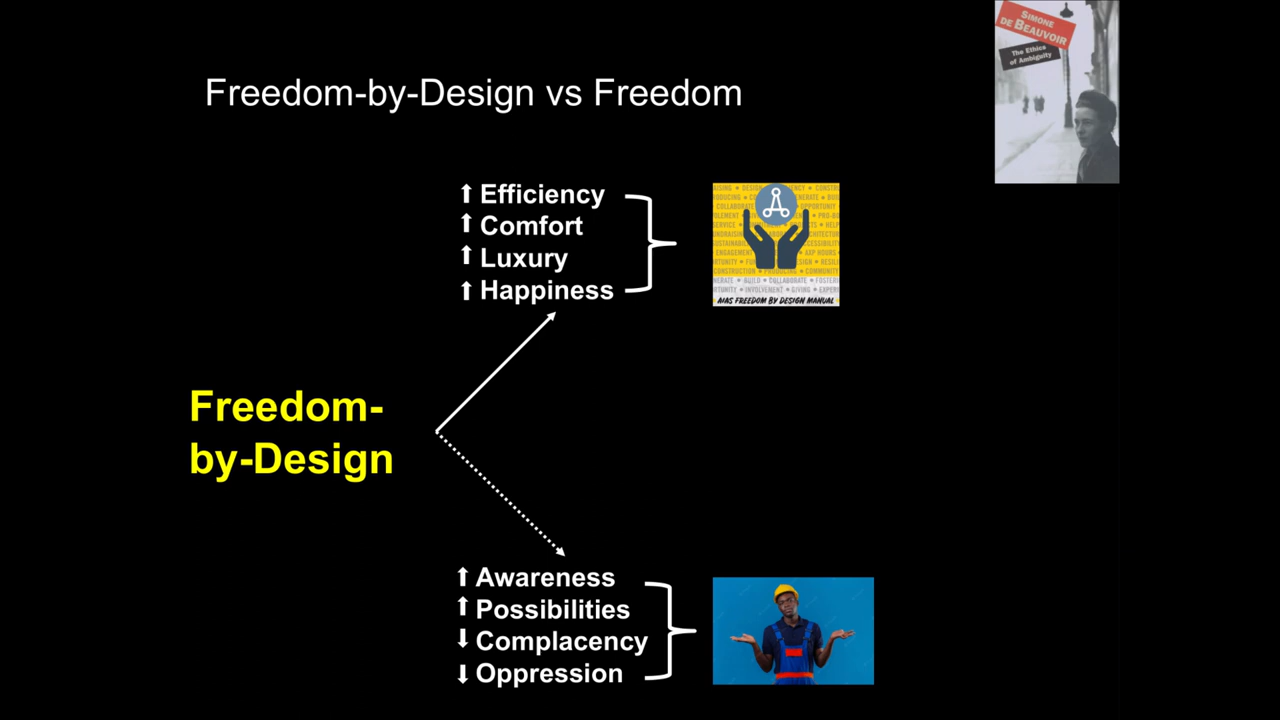 SIMONE
DE BEAUVOIR
The Ethics
of Ambiguity
Freedom-by-Design vs Freedom
⬆ Efficiency
⬆ Comfort
⬆ Luxury
⬆ Happiness
AIAS FREEDOM BY DESIGN MANUAL
Freedom-
by-Design
⬆ Awareness
⬆ Possibilities
⬇ Complacency
⬇ Oppression